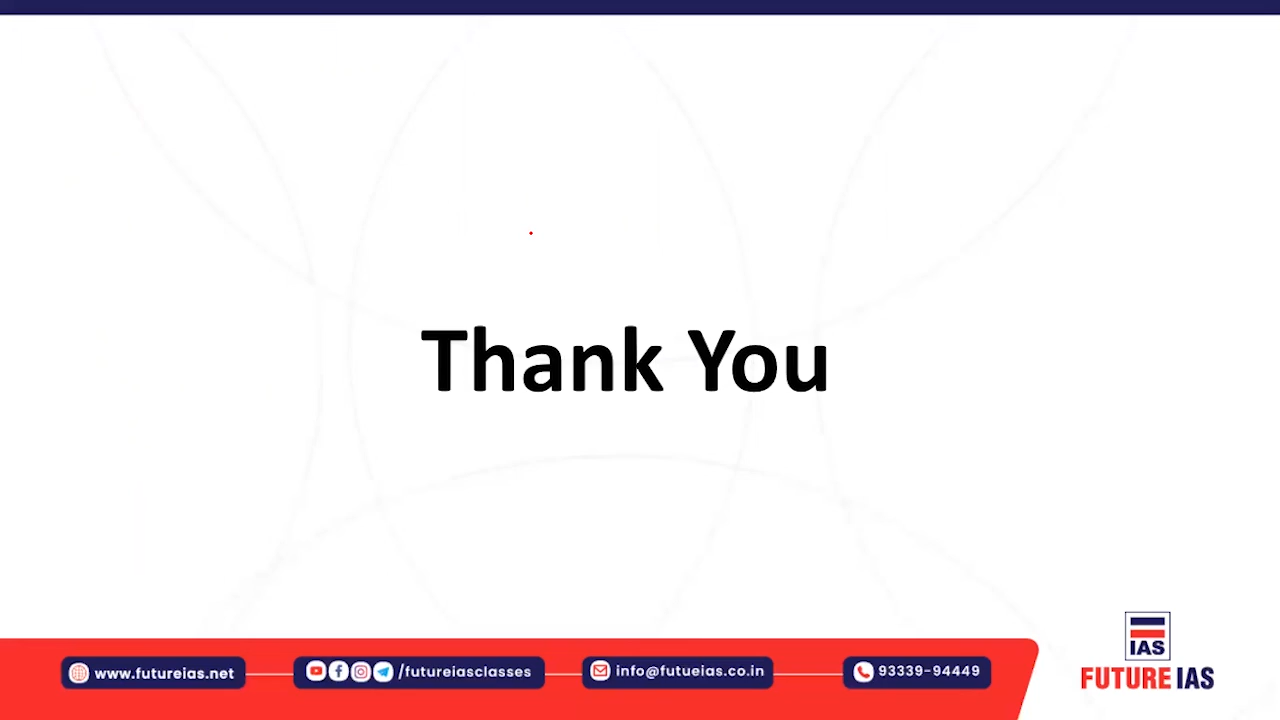 Thank You
www.futureias.net
/futureiasclasses
info@futueias.co.in
93339-94449
IAS
FUTURE IAS